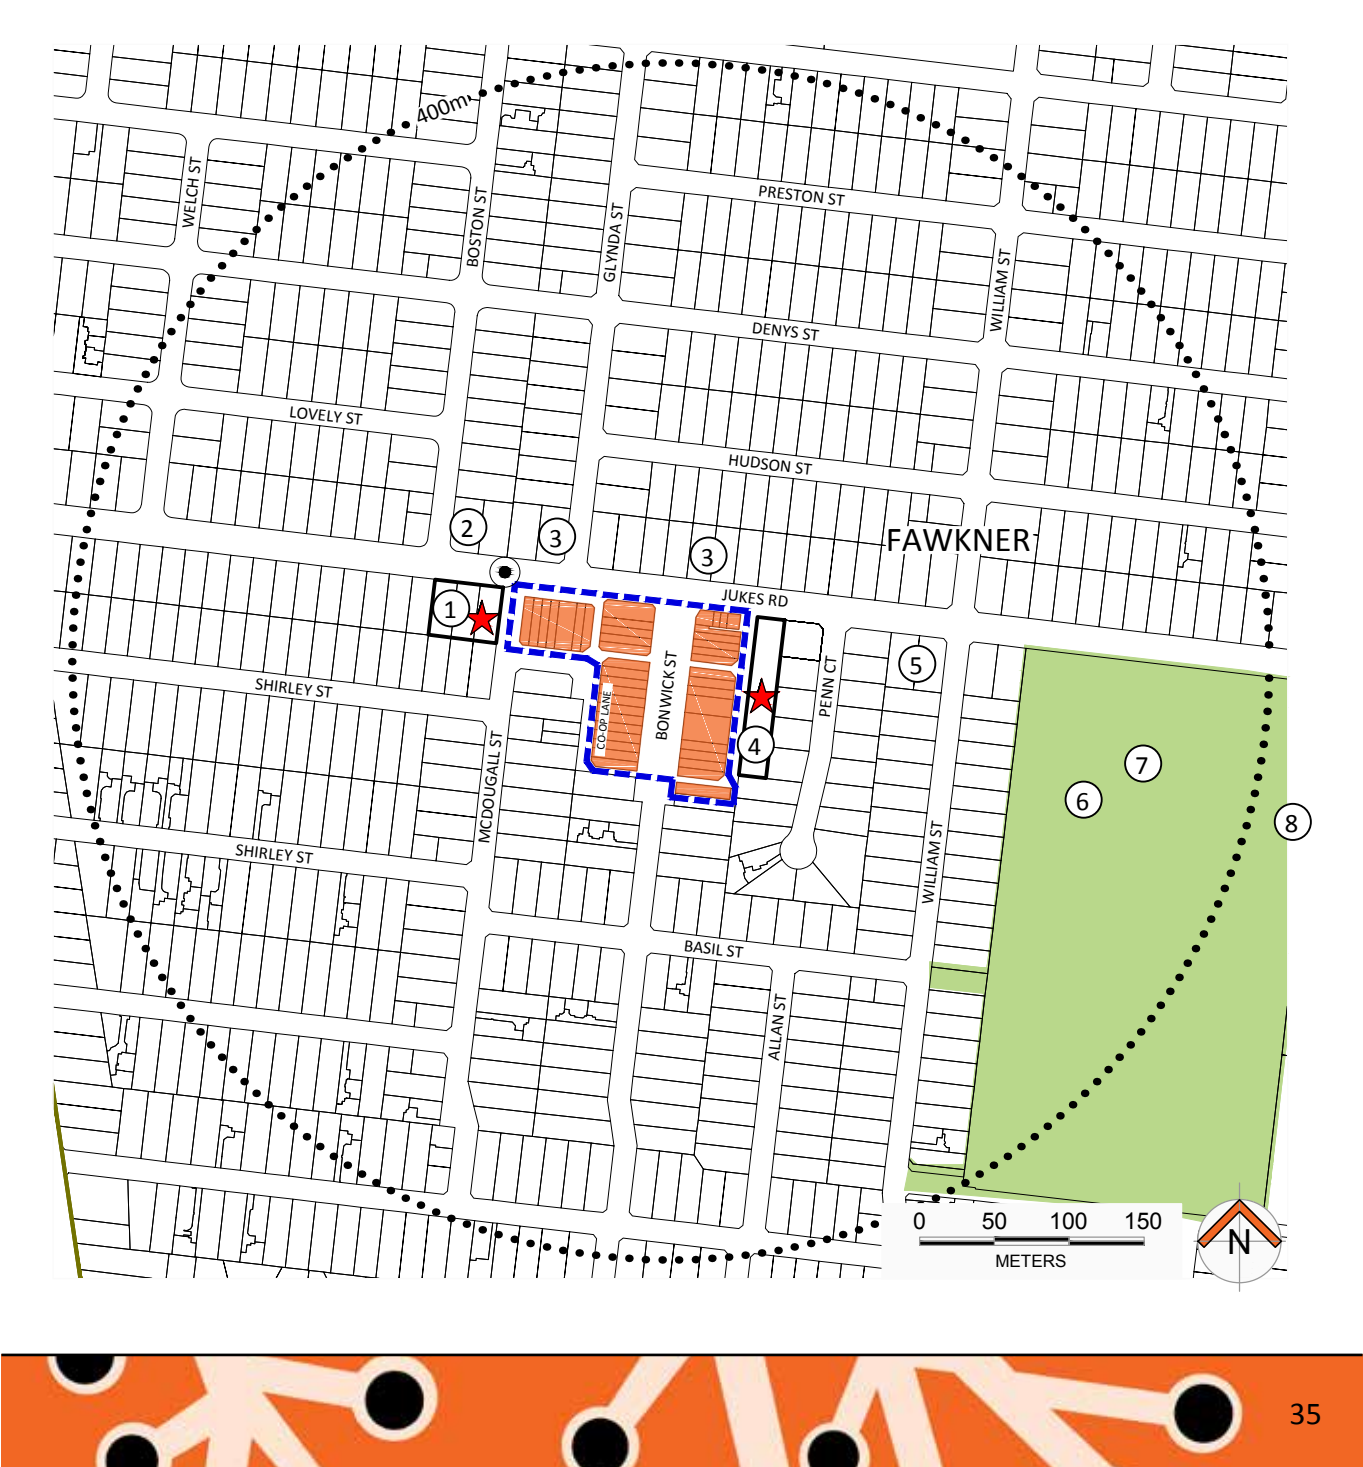 400m
WELCH ST
BOSTON ST
GLYNDA ST
PRESTON ST
WILLIAM ST
DENYS ST
LOVELY ST
HUDSON ST
2
3
3
FAWKNER
1
JUKES RD
5
SHIRLEY ST
CO-OP LANE
BONWICK ST
PENN CT
4
7
6
8
MCDOUGALL ST
SHIRLEY ST
WILLIAM ST
BASIL ST
ALLAN ST
0 50 100 150
METERS
N
35